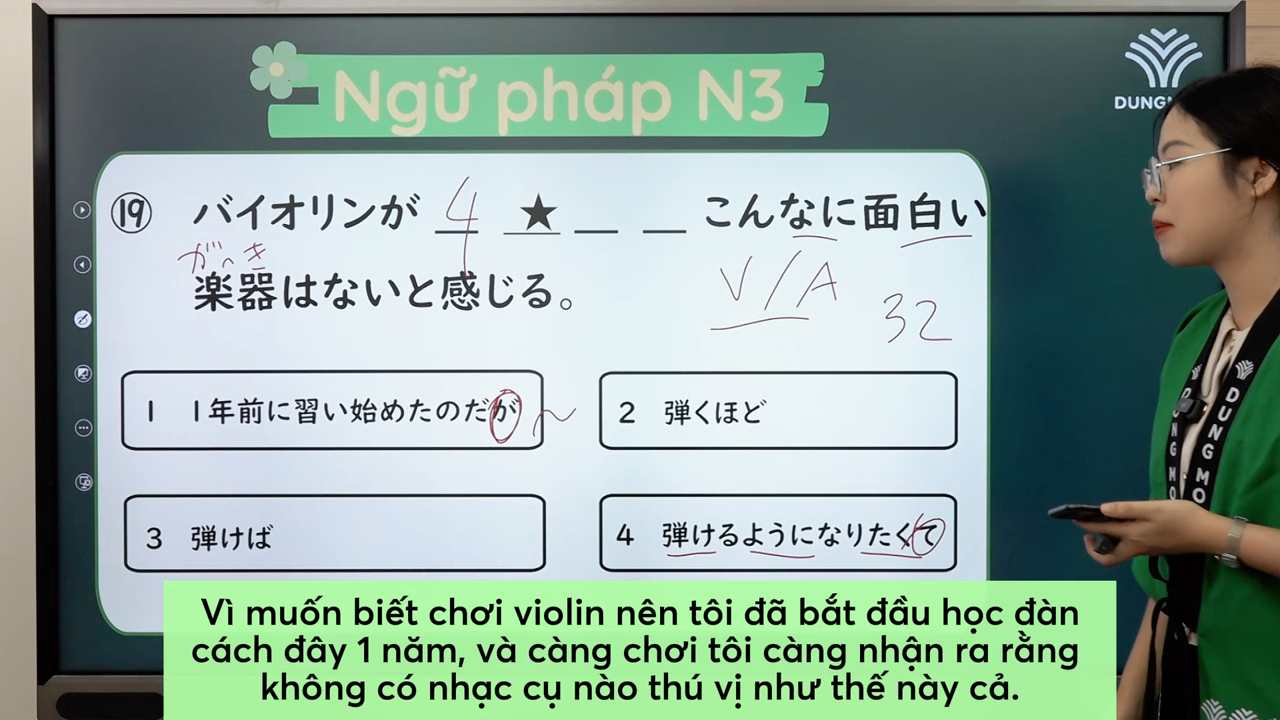 Ngữ pháp N3
DUNGM
⑲ バイオリンが 4 ★ こんなに面白い
がっき
楽器はないと感じる。
V/A
32
1 1年前に習い始めたのだが
2 弾くほど
3 弾けば
4 弾けるようになりたくて
DUNG MO
DUNG MO
Vì muốn biết chơi violin nên tôi đã bắt đầu học đàn
cách đây 1 năm, và càng chơi tôi càng nhận ra rằng
không có nhạc cụ nào thú vị như thế này cả.